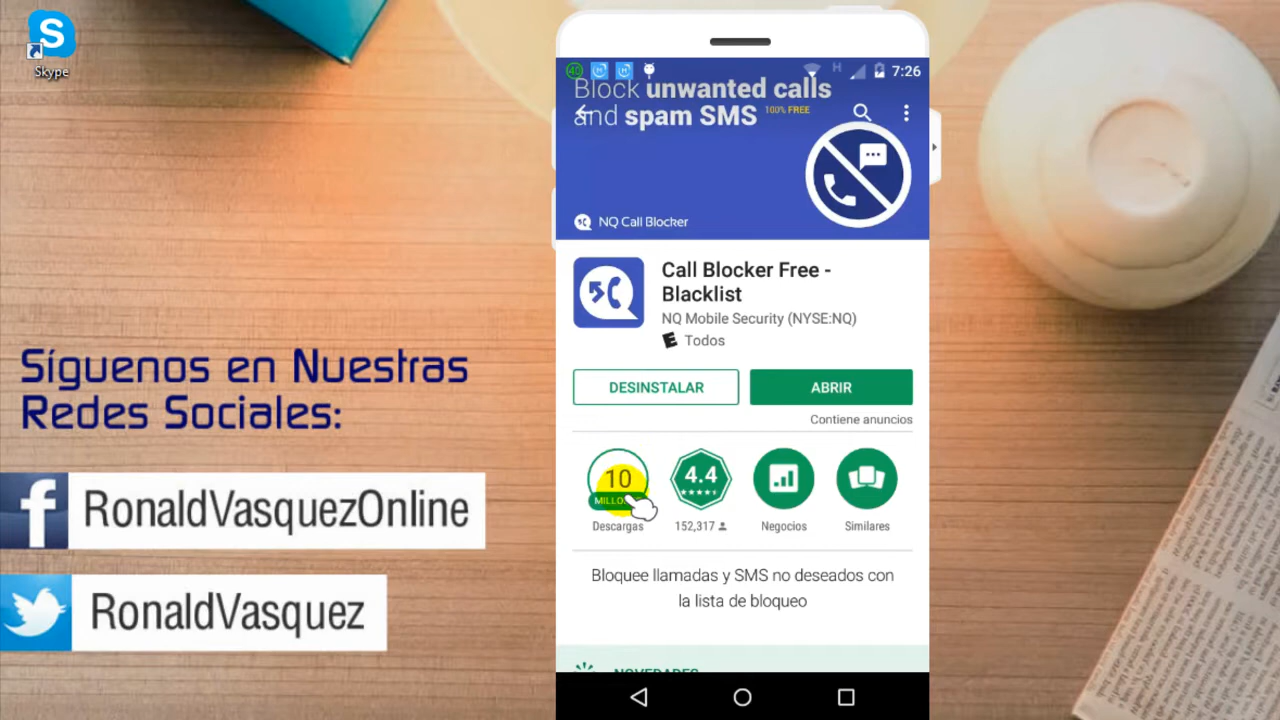 Skype
Síguenos en Nuestras
Redes Sociales:
f RonaldVasquezOnline
RonaldVasquez
40
H
7:26
Block unwanted calls
and spam SMS 100% FREE
NQ Call Blocker
Call Blocker Free -
Blacklist
NQ Mobile Security (NYSE:NQ)
E Todos
DESINSTALAR
ABRIR
Contiene anuncios
10
4.4
Descargas
152,317
Negocios
Similares
Bloquee llamadas y SMS no deseados con
la lista de bloqueo
NOVEDADES